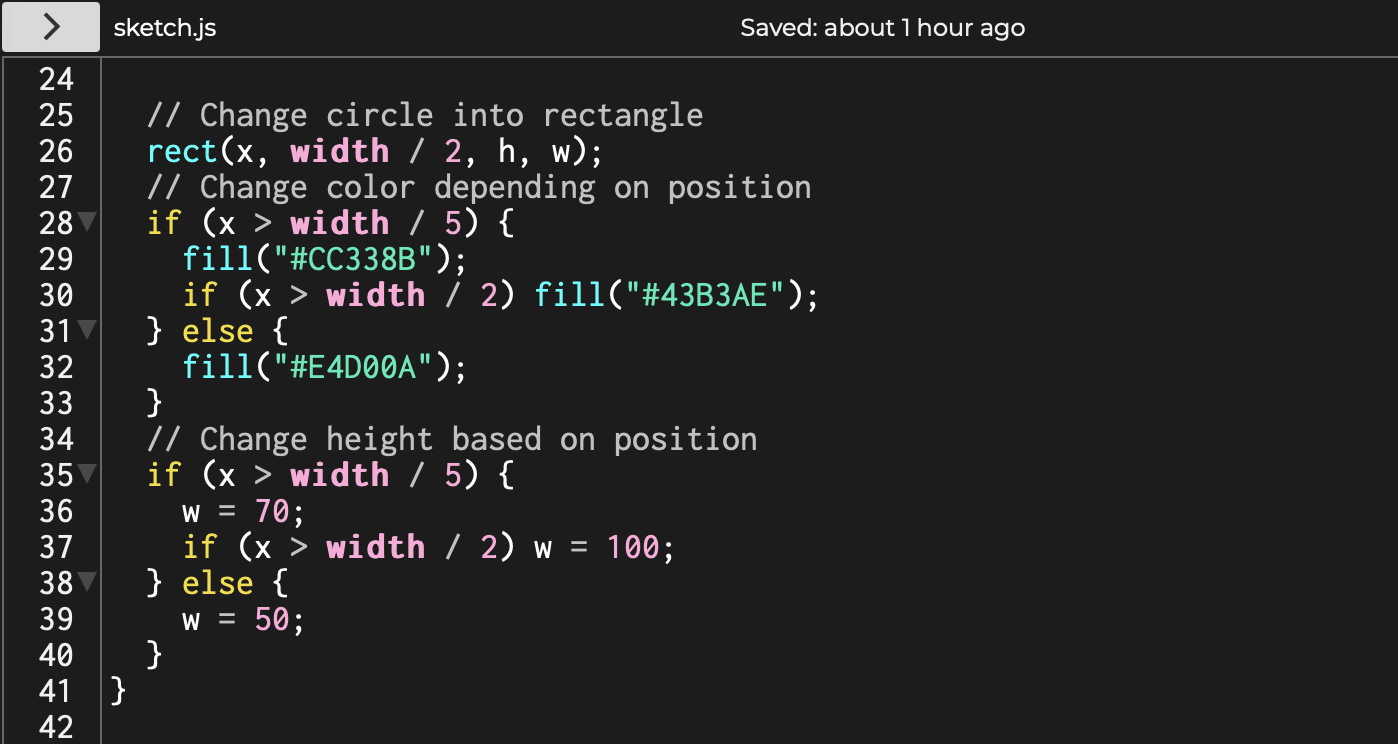 sketch.js Saved: about 1 hour ago
24
25 // Change circle into rectangle
26 rect(x, width / 2, h, w);
27 // Change color depending on position
28 if (x > width / 5) {
29 fill("#CC338B");
30 if (x > width / 2) fill("#43B3AE");
31 } else {
32 fill("#E4D00A");
33 }
34 // Change height based on position
35 if (x > width / 5) {
36 w = 70;
37 if (x > width / 2) w = 100;
38 } else {
39 w = 50;
40 }
41 }
42